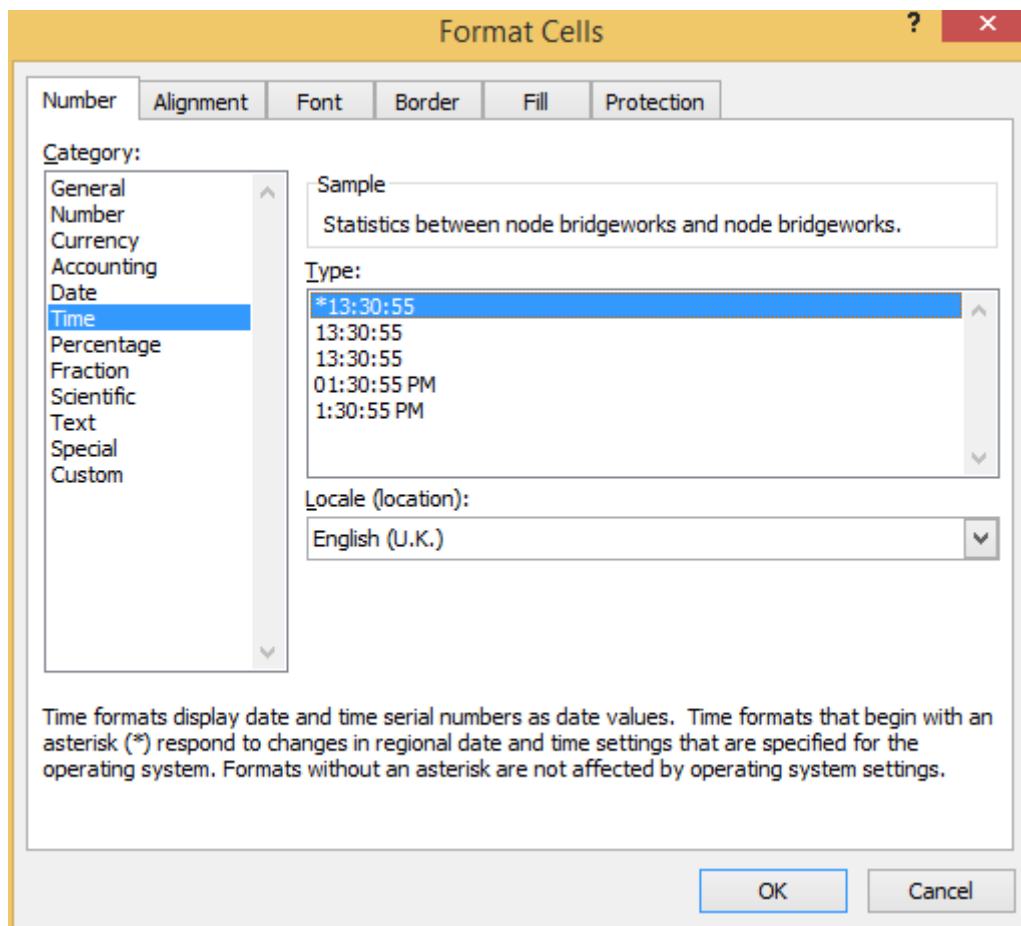 Format Cells
?
×
Number Alignment Font Border Fill Protection
Category:
General
Number
Currency
Accounting
Date
Time
Percentage
Fraction
Scientific
Text
Special
Custom
Sample
Statistics between node bridgeworks and node bridgeworks.
Type:
*13:30:55
13:30:55
13:30:55
01:30:55 PM
1:30:55 PM
Locale (location):
English (U.K.)
Time formats display date and time serial numbers as date values.  Time formats that begin with an
asterisk (*) respond to changes in regional date and time settings that are specified for the
operating system. Formats without an asterisk are not affected by operating system settings.
OK
Cancel